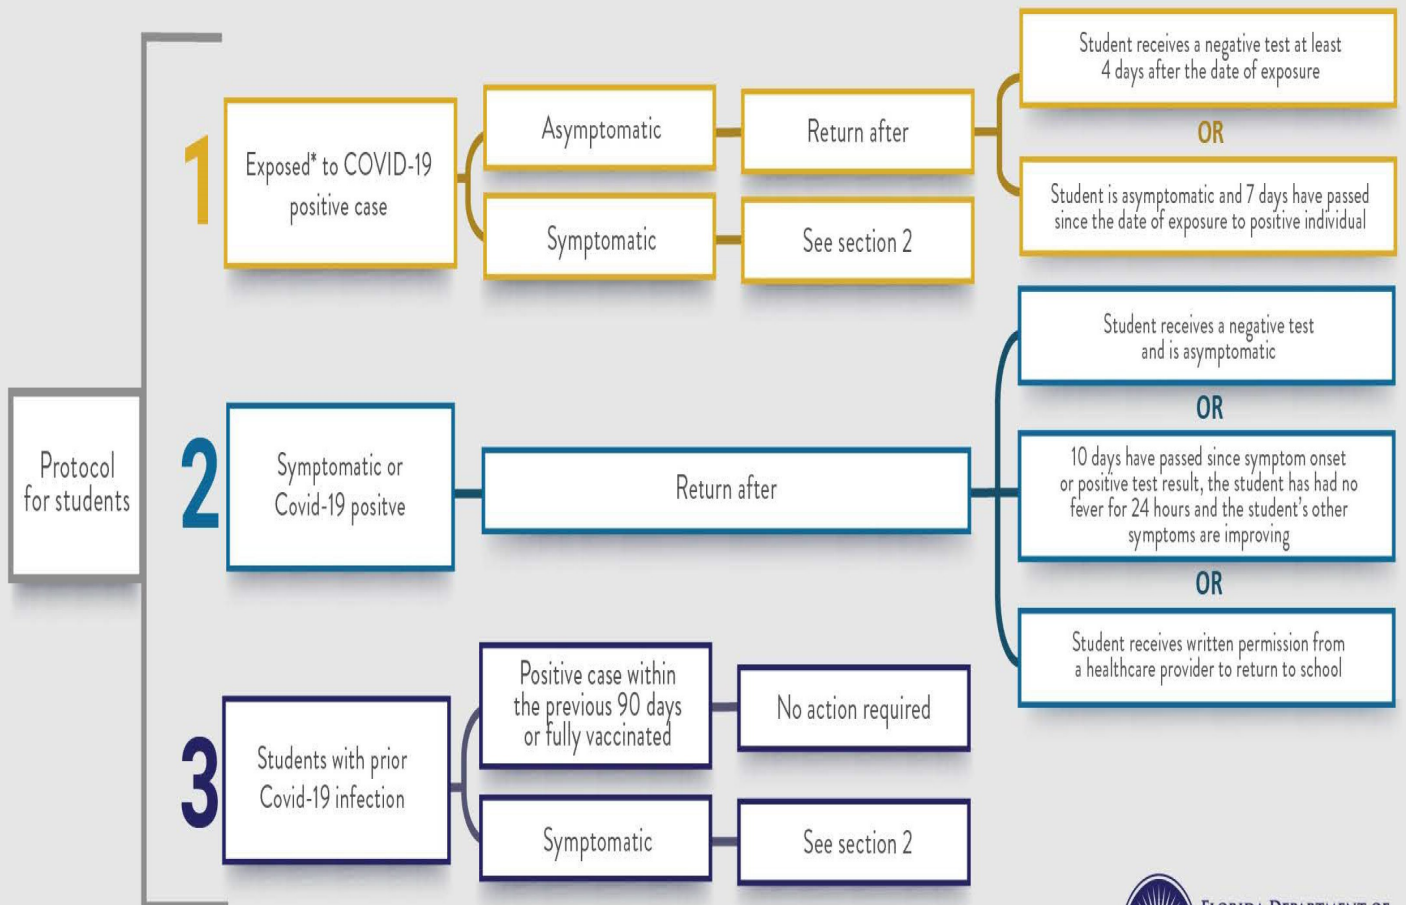 Protocol
for students
1
Exposed* to COVID-19
positive case
Asymptomatic
Return after
Student receives a negative test at least
4 days after the date of exposure
OR
Student is asymptomatic and 7 days have passed
since the date of exposure to positive individual
Symptomatic
See section 2
2
Symptomatic or
Covid-19 positve
Return after
Student receives a negative test
and is asymptomatic
OR
10 days have passed since symptom onset
or positive test result, the student has had no
fever for 24 hours and the student's other
symptoms are improving
OR
Student receives written permission from
a healthcare provider to return to school
3
Students with prior
Covid-19 infection
Positive case within
the previous 90 days
or fully vaccinated
No action required
Symptomatic
See section 2
FLORIDA DEPARTMENT OF